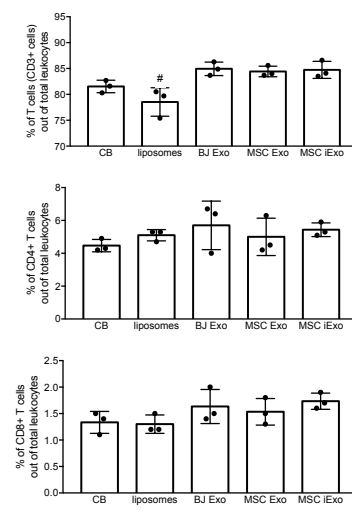 % of T cells (CD3+ cells)
out of total leukocytes
95
90
85
80
75
70
#
CB liposomes BJ Exo MSC Exo MSC iExo
% of CD4+ T cells
out of total leukocytes
8
6
4
2
0
CB liposomes BJ Exo MSC Exo MSC iExo
% of CD8+ T cells
out of total leukocytes
2.5
2.0
1.5
1.0
0.5
0.0
CB liposomes BJ Exo MSC Exo MSC iExo